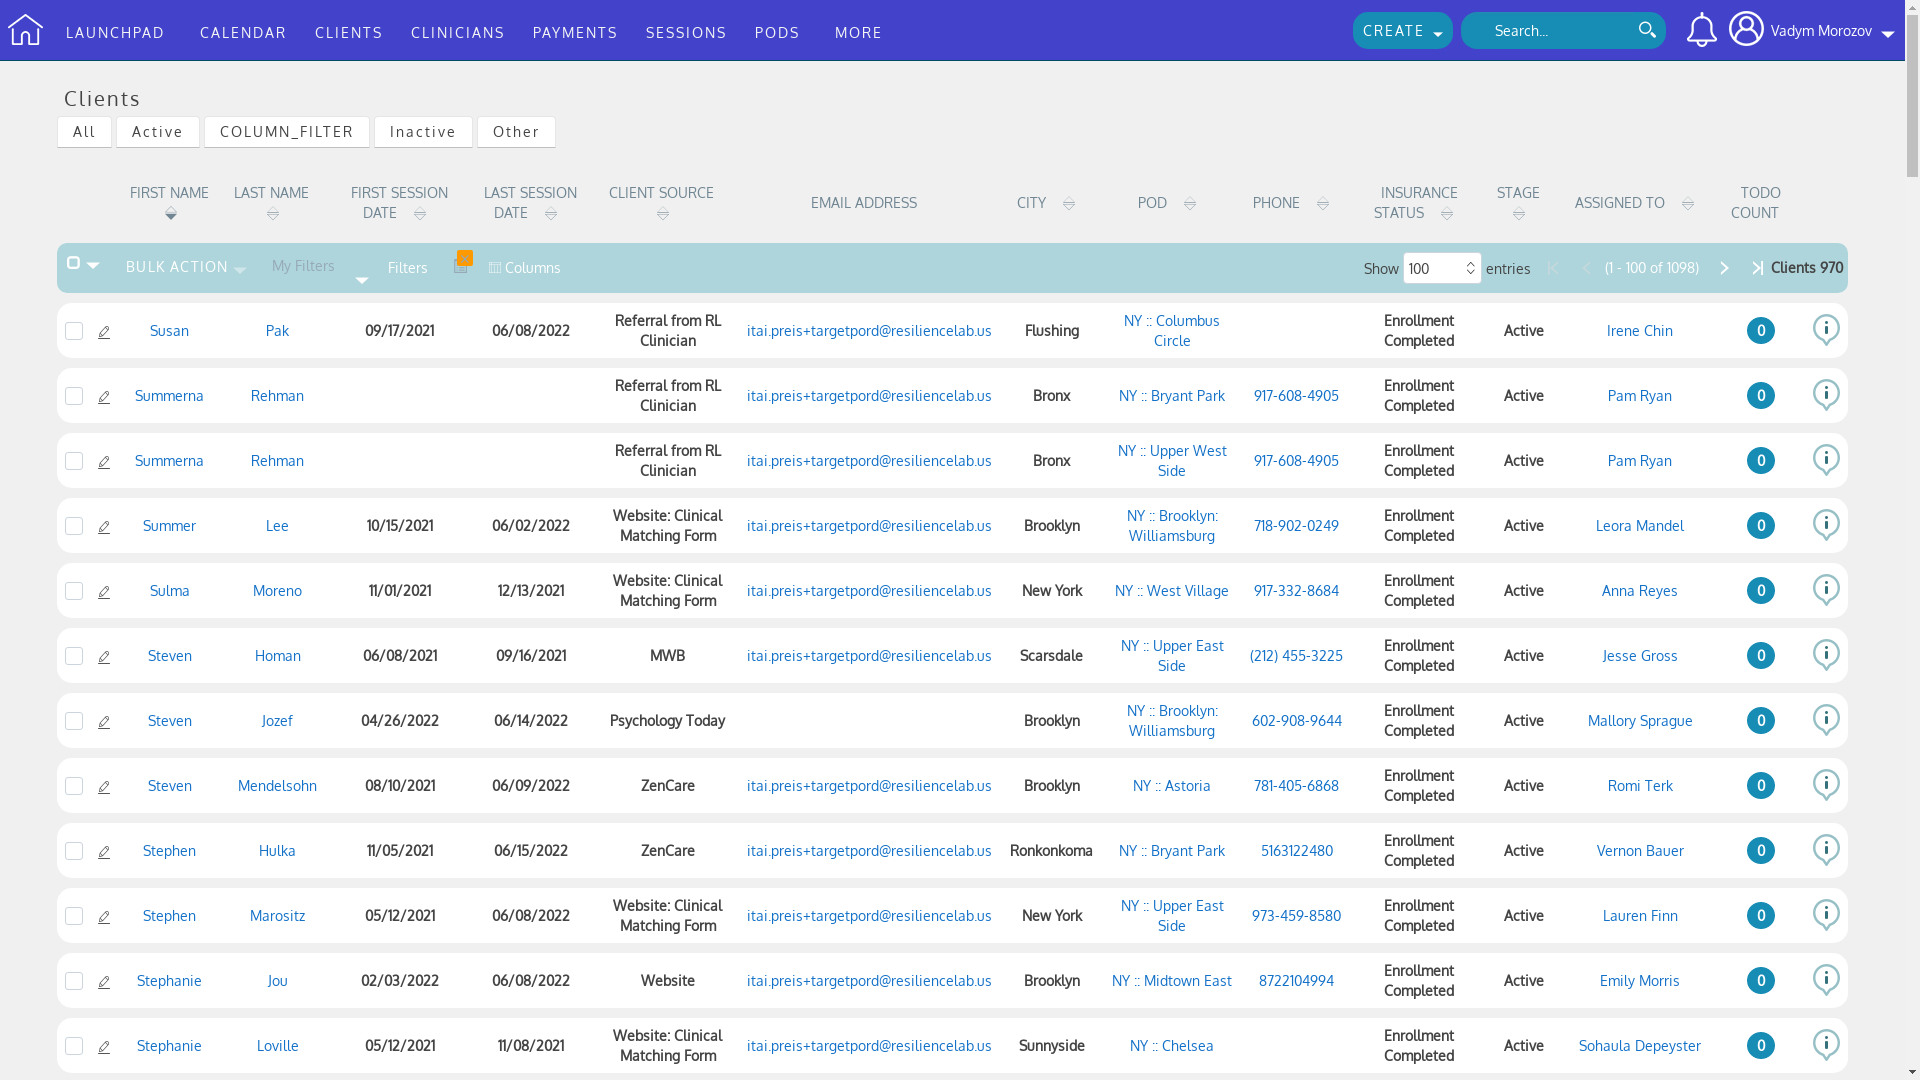 LAUNCHPAD CALENDAR CLIENTS CLINICIANS PAYMENTS SESSIONS PODS MORE CREATE Search... Vadym Morozov
Clients
All Active COLUMN_FILTER Inactive Other
FIRST NAME LAST NAME FIRST SESSION DATE LAST SESSION DATE CLIENT SOURCE EMAIL ADDRESS CITY POD PHONE INSURANCE STATUS STAGE ASSIGNED TO TODO COUNT
BULK ACTION My Filters Filters Columns Show 100 entries (1 - 100 of 1098) Clients 970
Susan Pak 09/17/2021 06/08/2022 Referral from RL Clinician itai.preis+targetpord@resiliencelab.us Flushing NY :: Columbus Circle Enrollment Completed Active Irene Chin 0
Summerna Rehman Referral from RL Clinician itai.preis+targetpord@resiliencelab.us Bronx NY :: Bryant Park 917-608-4905 Enrollment Completed Active Pam Ryan 0
Summerna Rehman Referral from RL Clinician itai.preis+targetpord@resiliencelab.us Bronx NY :: Upper West Side 917-608-4905 Enrollment Completed Active Pam Ryan 0
Summer Lee 10/15/2021 06/02/2022 Website: Clinical Matching Form itai.preis+targetpord@resiliencelab.us Brooklyn NY :: Brooklyn: Williamsburg 718-902-0249 Enrollment Completed Active Leora Mandel 0
Sulma Moreno 11/01/2021 12/13/2021 Website: Clinical Matching Form itai.preis+targetpord@resiliencelab.us New York NY :: West Village 917-332-8684 Enrollment Completed Active Anna Reyes 0
Steven Homan 06/08/2021 09/16/2021 MWB itai.preis+targetpord@resiliencelab.us Scarsdale NY :: Upper East Side (212) 455-3225 Enrollment Completed Active Jesse Gross 0
Steven Jozef 04/26/2022 06/14/2022 Psychology Today Brooklyn NY :: Brooklyn: Williamsburg 602-908-9644 Enrollment Completed Active Mallory Sprague 0
Steven Mendelsohn 08/10/2021 06/09/2022 ZenCare itai.preis+targetpord@resiliencelab.us Brooklyn NY :: Astoria 781-405-6868 Enrollment Completed Active Romi Terk 0
Stephen Hulka 11/05/2021 06/15/2022 ZenCare itai.preis+targetpord@resiliencelab.us Ronkonkoma NY :: Bryant Park 5163122480 Enrollment Completed Active Vernon Bauer 0
Stephen Marositz 05/12/2021 06/08/2022 Website: Clinical Matching Form itai.preis+targetpord@resiliencelab.us New York NY :: Upper East Side 973-459-8580 Enrollment Completed Active Lauren Finn 0
Stephanie Jou 02/03/2022 06/08/2022 Website itai.preis+targetpord@resiliencelab.us Brooklyn NY :: Midtown East 8722104994 Enrollment Completed Active Emily Morris 0
Stephanie Loville 05/12/2021 11/08/2021 Website: Clinical Matching Form itai.preis+targetpord@resiliencelab.us Sunnyside NY :: Chelsea Enrollment Completed Active Sohaula Depeyster 0